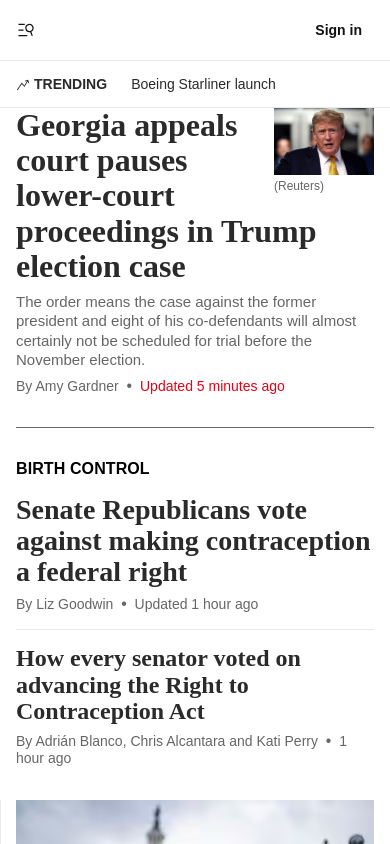 Sign in
TRENDING Boeing Starliner launch
Georgia appeals
court pauses
lower-court
proceedings in Trump
election case
(Reuters)
The order means the case against the former
president and eight of his co-defendants will almost
certainly not be scheduled for trial before the
November election.
By Amy Gardner • Updated 5 minutes ago
BIRTH CONTROL
Senate Republicans vote
against making contraception
a federal right
By Liz Goodwin • Updated 1 hour ago
How every senator voted on
advancing the Right to
Contraception Act
By Adrián Blanco, Chris Alcantara and Kati Perry • 1
hour ago